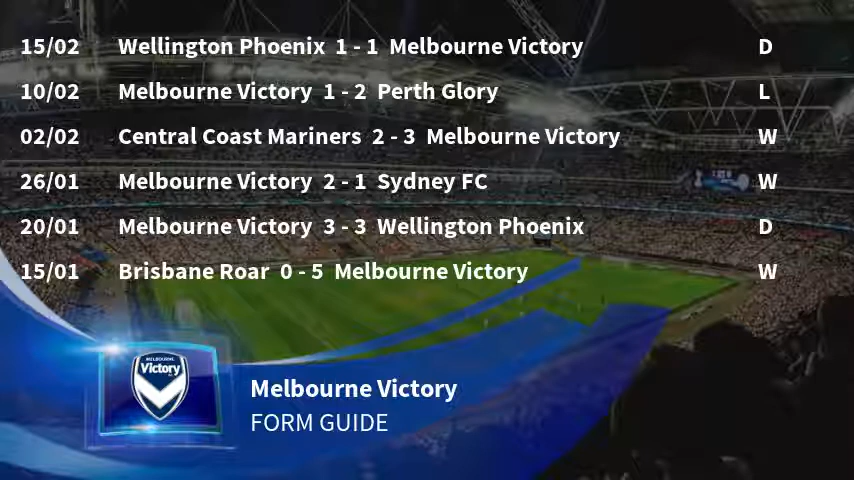 15/02 Wellington Phoenix 1 - 1 Melbourne Victory D
10/02 Melbourne Victory 1 - 2 Perth Glory L
02/02 Central Coast Mariners 2 - 3 Melbourne Victory W
26/01 Melbourne Victory 2 - 1 Sydney FC W
20/01 Melbourne Victory 3 - 3 Wellington Phoenix D
15/01 Brisbane Roar 0 - 5 Melbourne Victory W
MELBOURNE
Victory
Melbourne Victory
FORM GUIDE